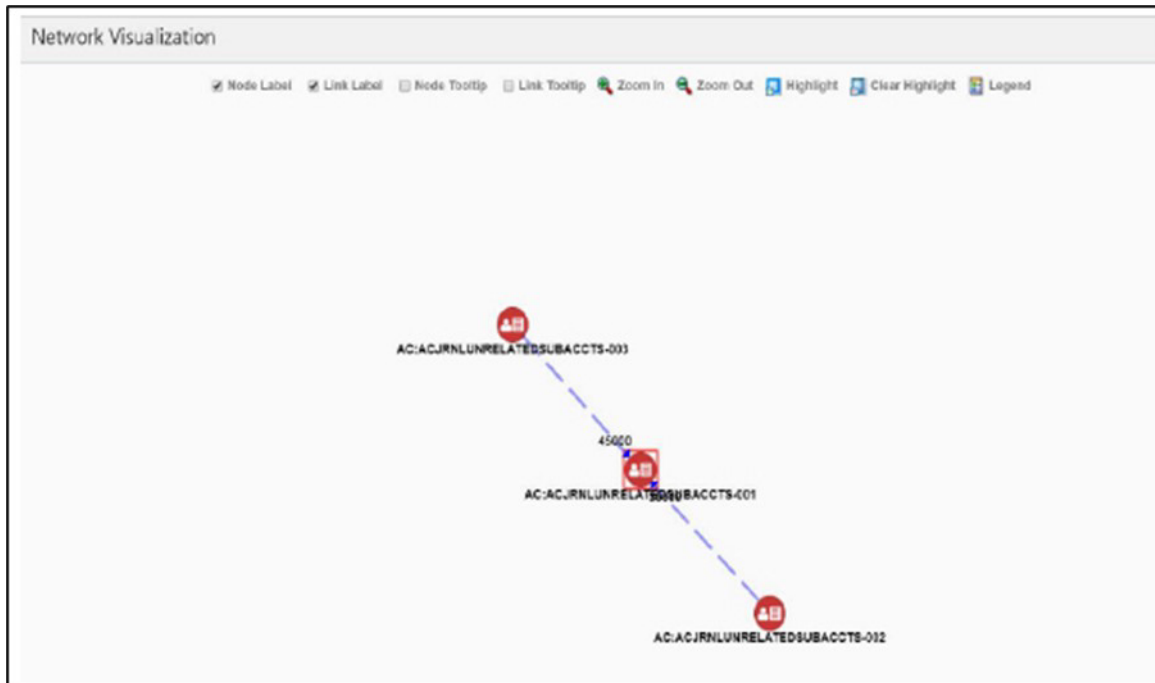 Network Visualization
Node Label Link Label Node Tooltip Link Tooltip Zoom In Zoom Out Highlight Clear Highlight Legend
AC:ACJRNLUNRELATEDSUBACCTS-003
45000
AC:ACJRNLUNRELATEDSUBACCTS-001
AC:ACJRNLUNRELATEDSUBACCTS-002